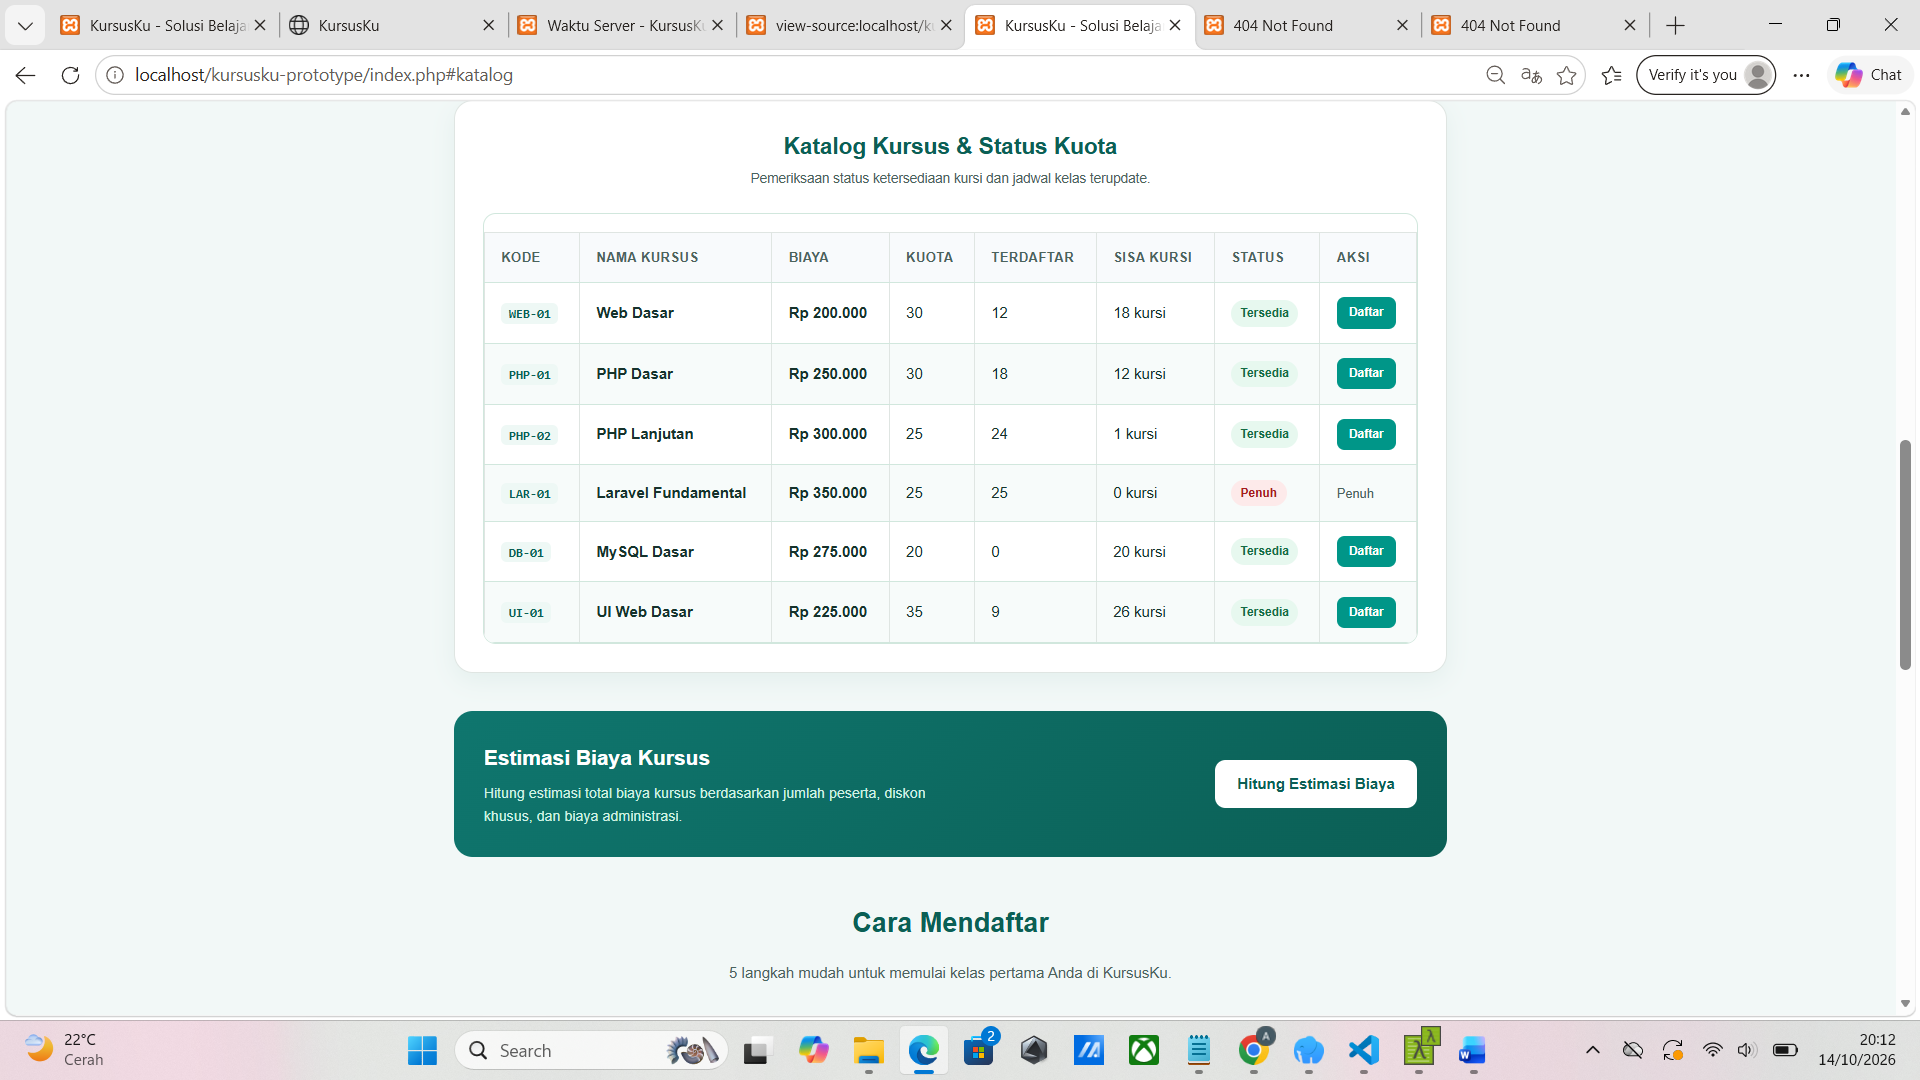 KursusKu - Solusi Belaja
KursusKu
Waktu Server - KursusKu
view-source:localhost/ku
KursusKu - Solusi Belaja
404 Not Found
404 Not Found
localhost/kursusku-prototype/index.php#katalog
Verify it's you
Chat
Katalog Kursus & Status Kuota
Pemeriksaan status ketersediaan kursi dan jadwal kelas terupdate.
KODE NAMA KURSUS BIAYA KUOTA TERDAFTAR SISA KURSI STATUS AKSI
WEB-01 Web Dasar Rp 200.000 30 12 18 kursi Tersedia Daftar
PHP-01 PHP Dasar Rp 250.000 30 18 12 kursi Tersedia Daftar
PHP-02 PHP Lanjutan Rp 300.000 25 24 1 kursi Tersedia Daftar
LAR-01 Laravel Fundamental Rp 350.000 25 25 0 kursi Penuh Penuh
DB-01 MySQL Dasar Rp 275.000 20 0 20 kursi Tersedia Daftar
UI-01 UI Web Dasar Rp 225.000 35 9 26 kursi Tersedia Daftar
Estimasi Biaya Kursus
Hitung estimasi total biaya kursus berdasarkan jumlah peserta, diskon
khusus, dan biaya administrasi.
Hitung Estimasi Biaya
Cara Mendaftar
5 langkah mudah untuk memulai kelas pertama Anda di KursusKu.
22°C
Cerah
Search
2
A
20:12
14/10/2026